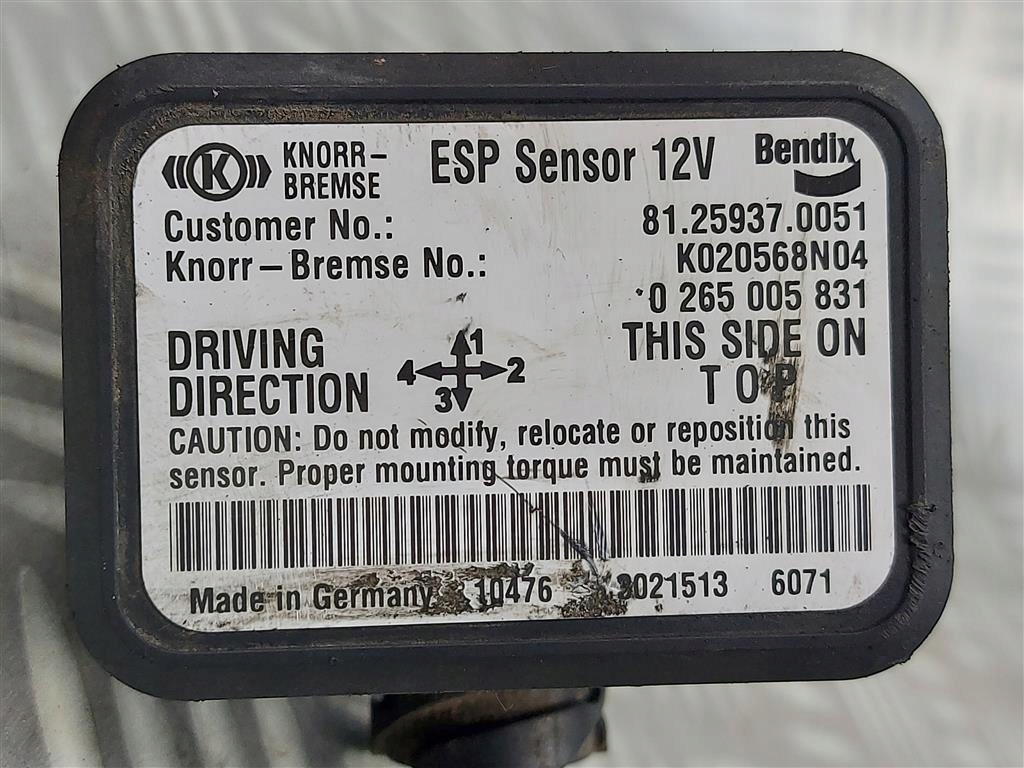 KNORR-
BREMSE
ESP Sensor 12V
Bendix
Customer No.: 81.25937.0051
Knorr-Bremse No.: K020568N04
0 265 005 831
DRIVING
DIRECTION
1
4 2
3
THIS SIDE ON
TOP
CAUTION: Do not modify, relocate or reposition this
sensor. Proper mounting torque must be maintained.
Made in Germany 10476 3021513 6071